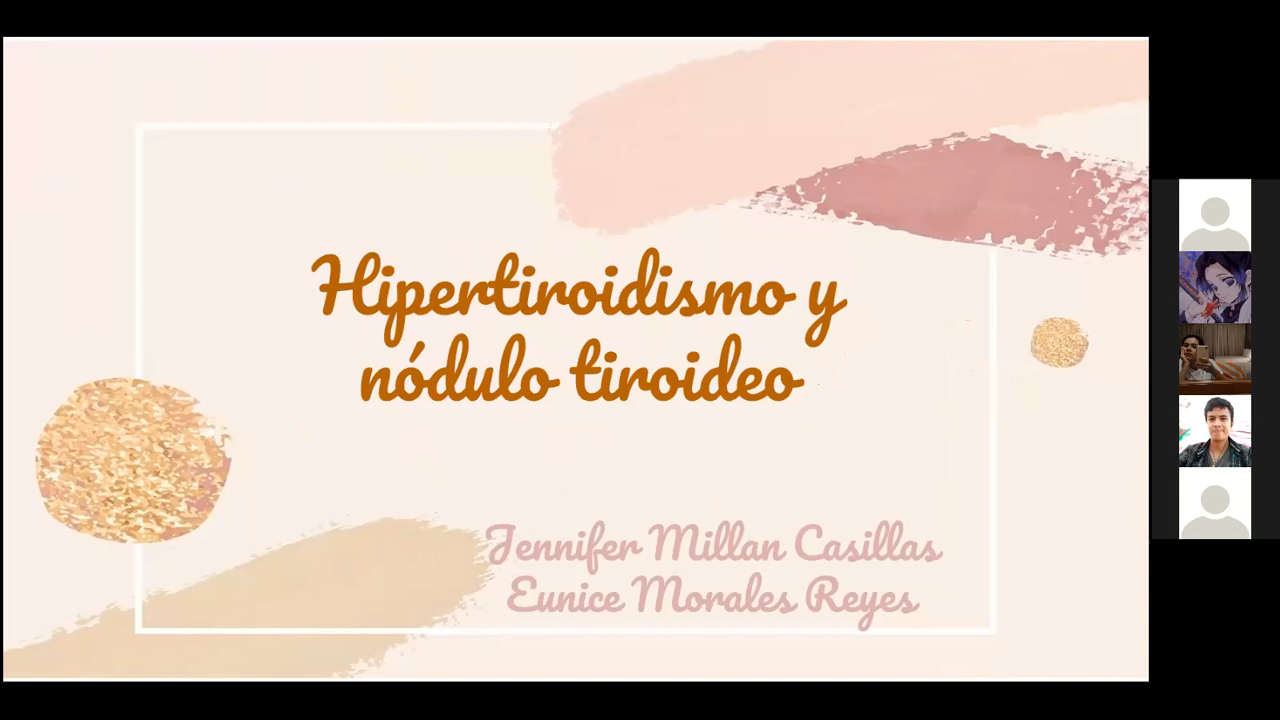 Hipertiroidismo y
nódulo tiroideo
Jennifer Millan Casillas
Eunice Morales Reyes